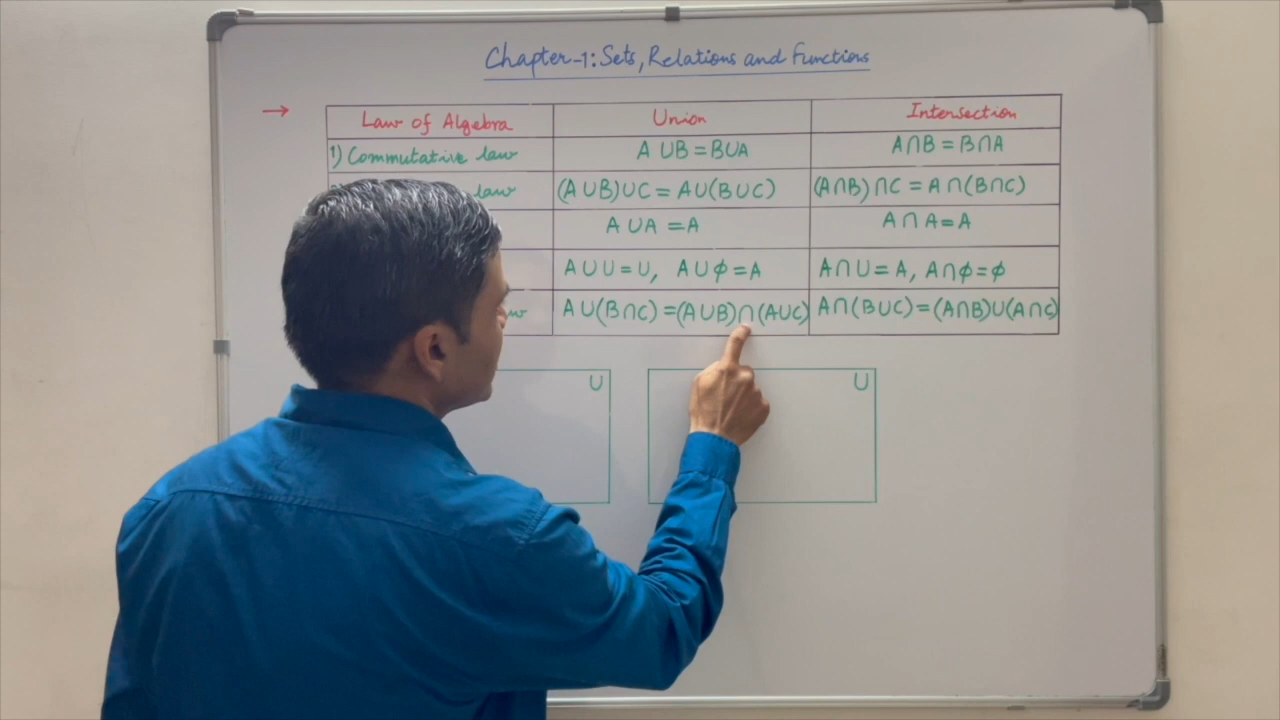 Chapter-1: Sets, Relations and Functions
→ Law of Algebra Union Intersection
1) Commutative law A∪B=B∪A A∩B=B∩A
law (A∪B)∪C=A∪(B∪C) (A∩B)∩C=A∩(B∩C)
A∪A=A A∩A=A
A∪U=U, A∪ϕ=A A∩U=A, A∩ϕ=ϕ
A∪(B∩C)=(A∪B)∩(A∪C) A∩(B∪C)=(A∩B)∪(A∩C)
U U